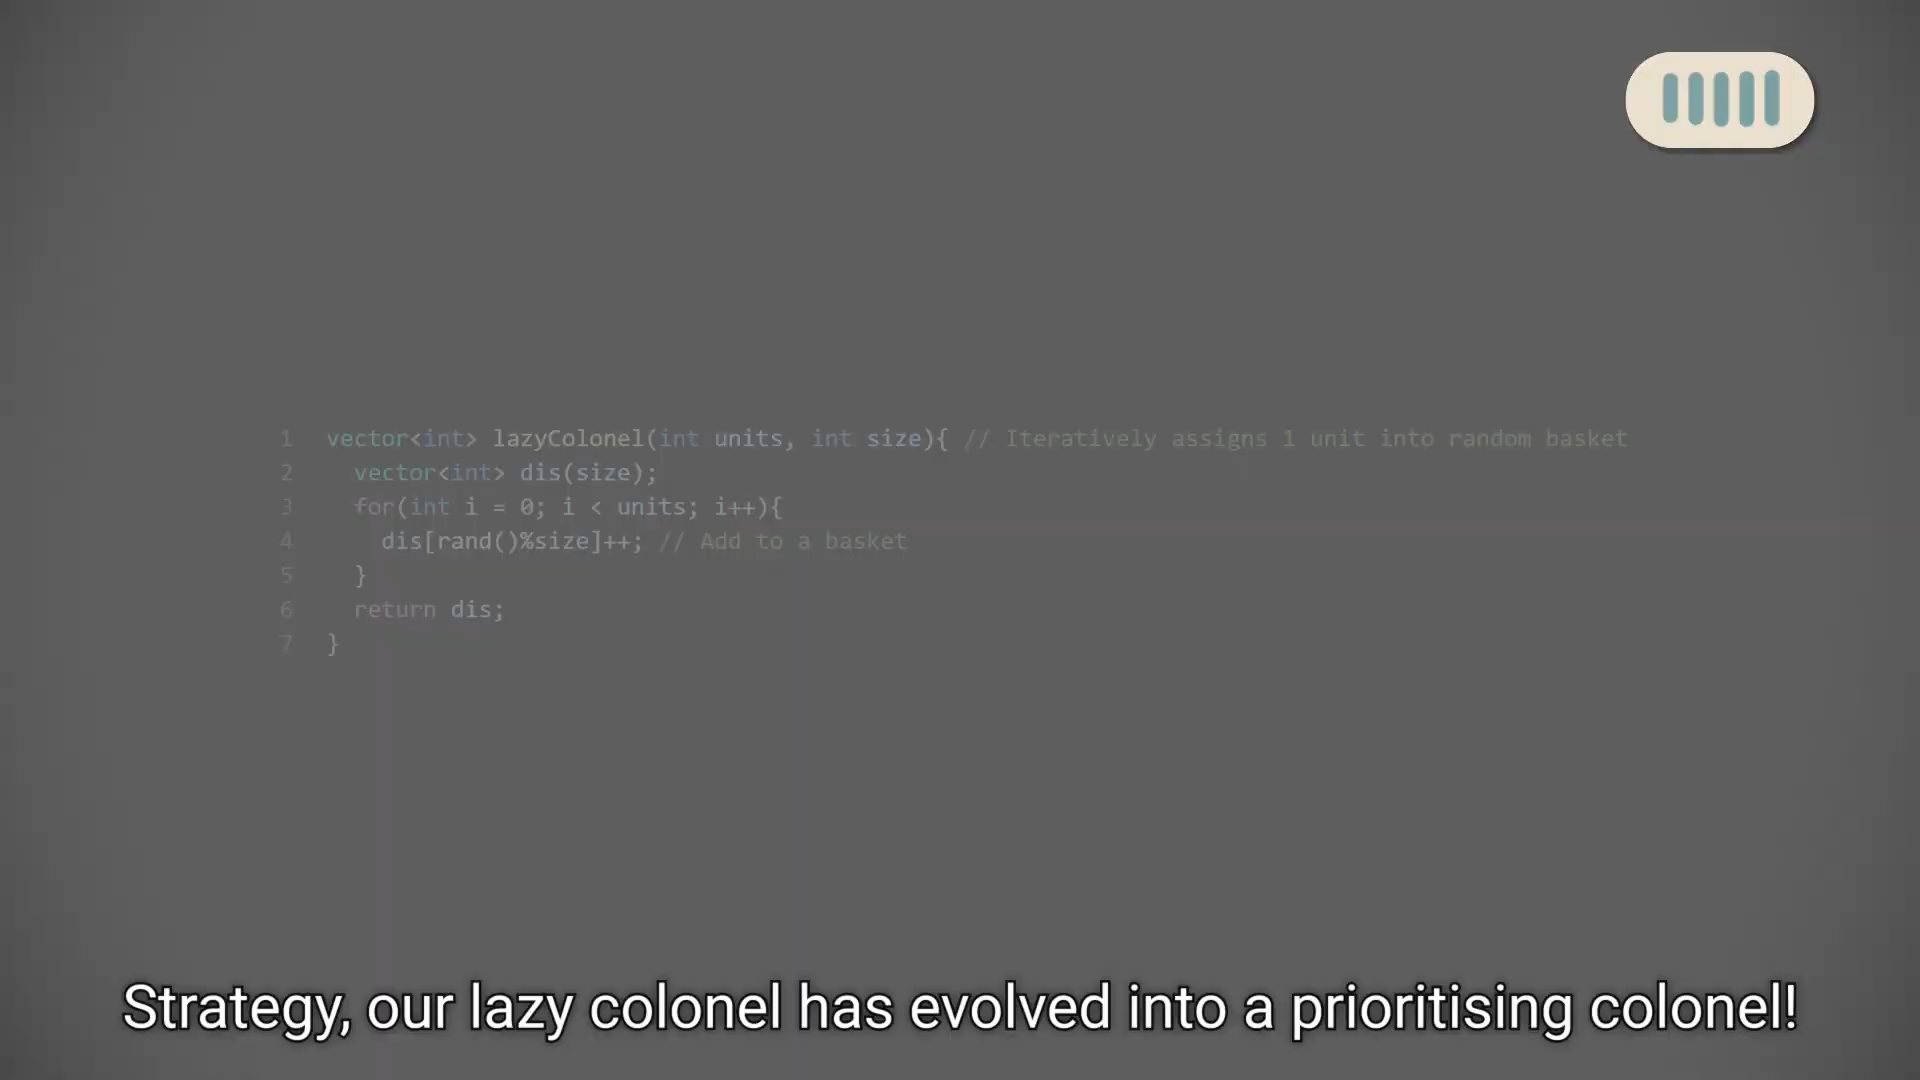 1 vector<int> lazyColonel(int units, int size){ // Iteratively assigns 1 unit into random basket
2 vector<int> dis(size);
3 for(int i = 0; i < units; i++){
4 dis[rand()%size]++; // Add to a basket
5 }
6 return dis;
7 }
Strategy, our lazy colonel has evolved into a prioritising colonel!